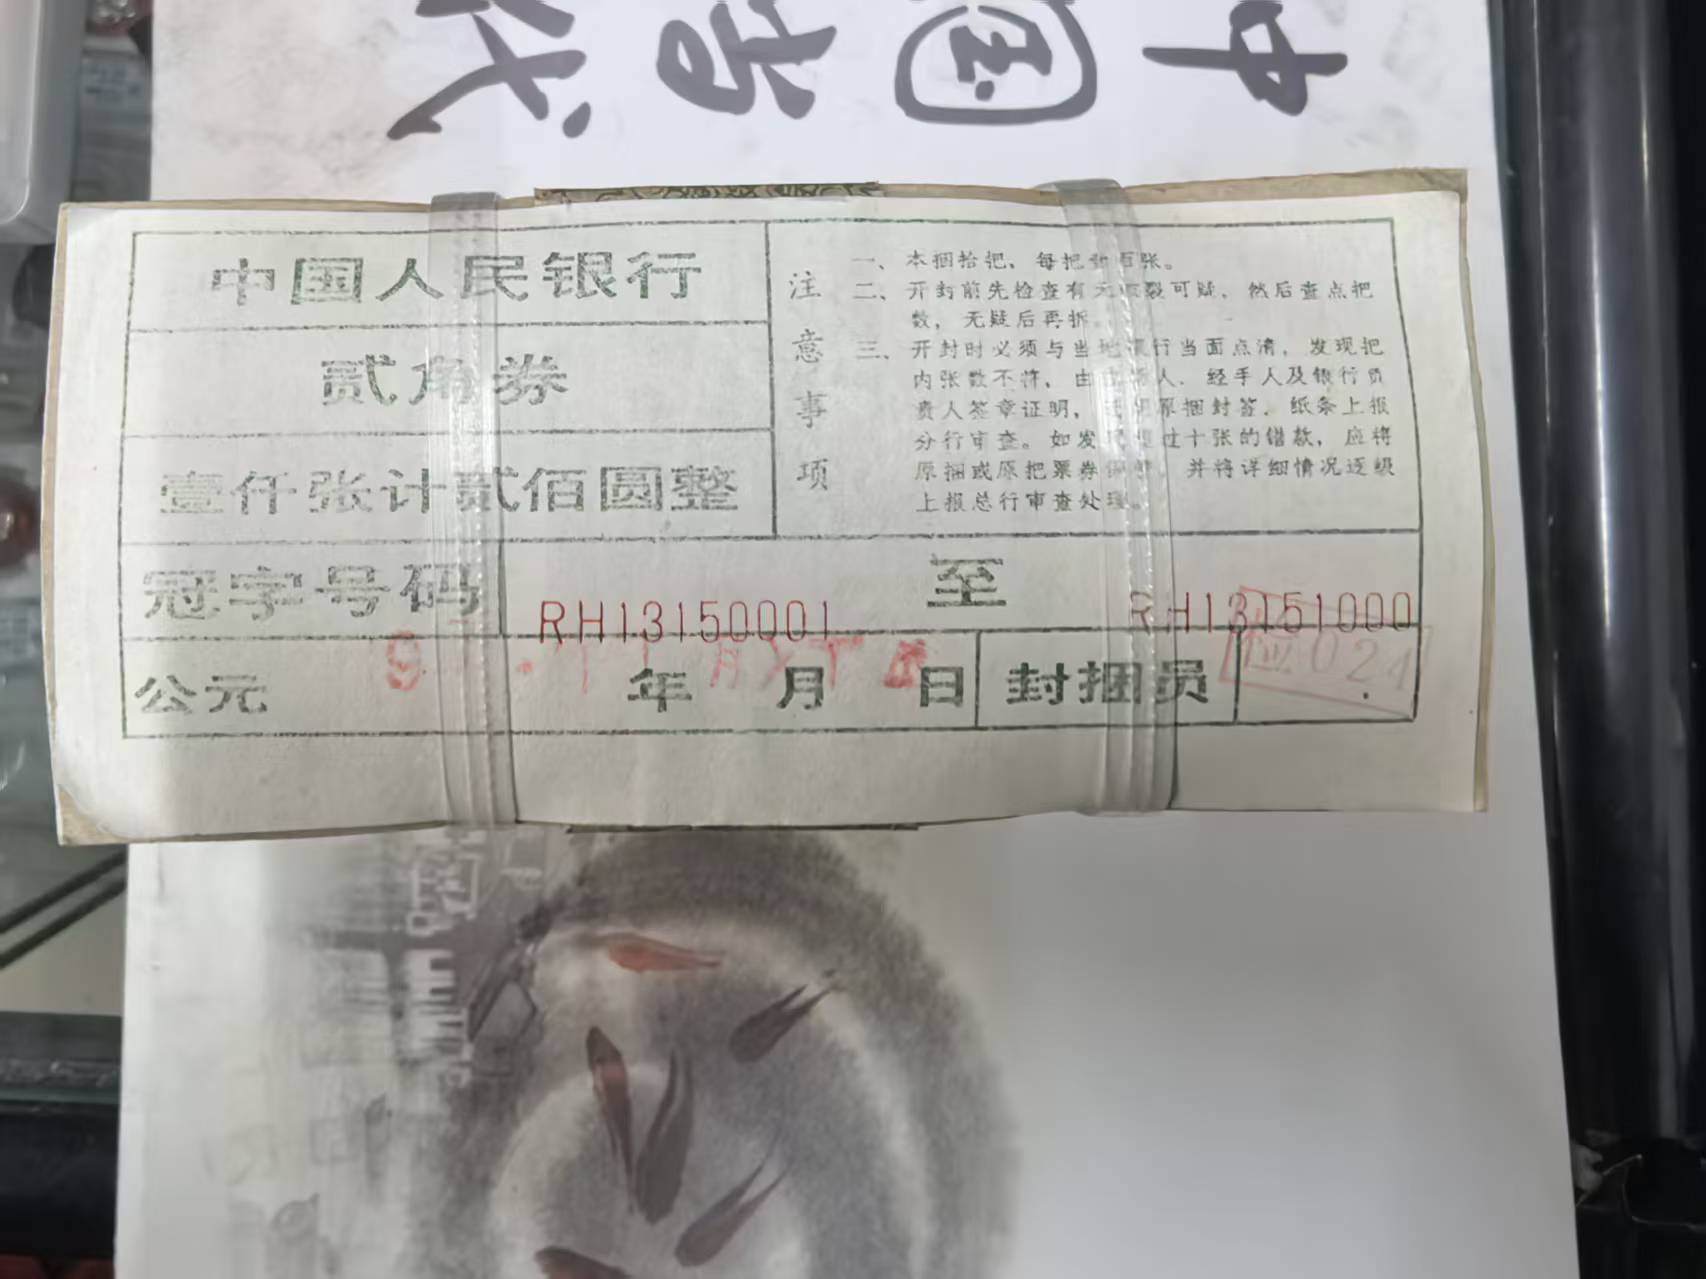 中国
中国人民银行
贰角券
壹仟张计贰佰圆整
注意事项
一、本捆拾把，每把壹百张。
二、开封前先检查有无破裂可疑，然后查点把
数，无疑后再拆。
三、开封时必须与当地银行当面点清，发现把
内张数不符，由 人、经手人及银行负
责人签章证明， 原捆封签、纸条上报
分行审查。如发 过十张的错款，应将
原捆或原把票券 ，并将详细情况逐级
上报总行审查处理。
冠字号码
RH13150001
至
RH13151000
公元
年
月
日
封捆员
024